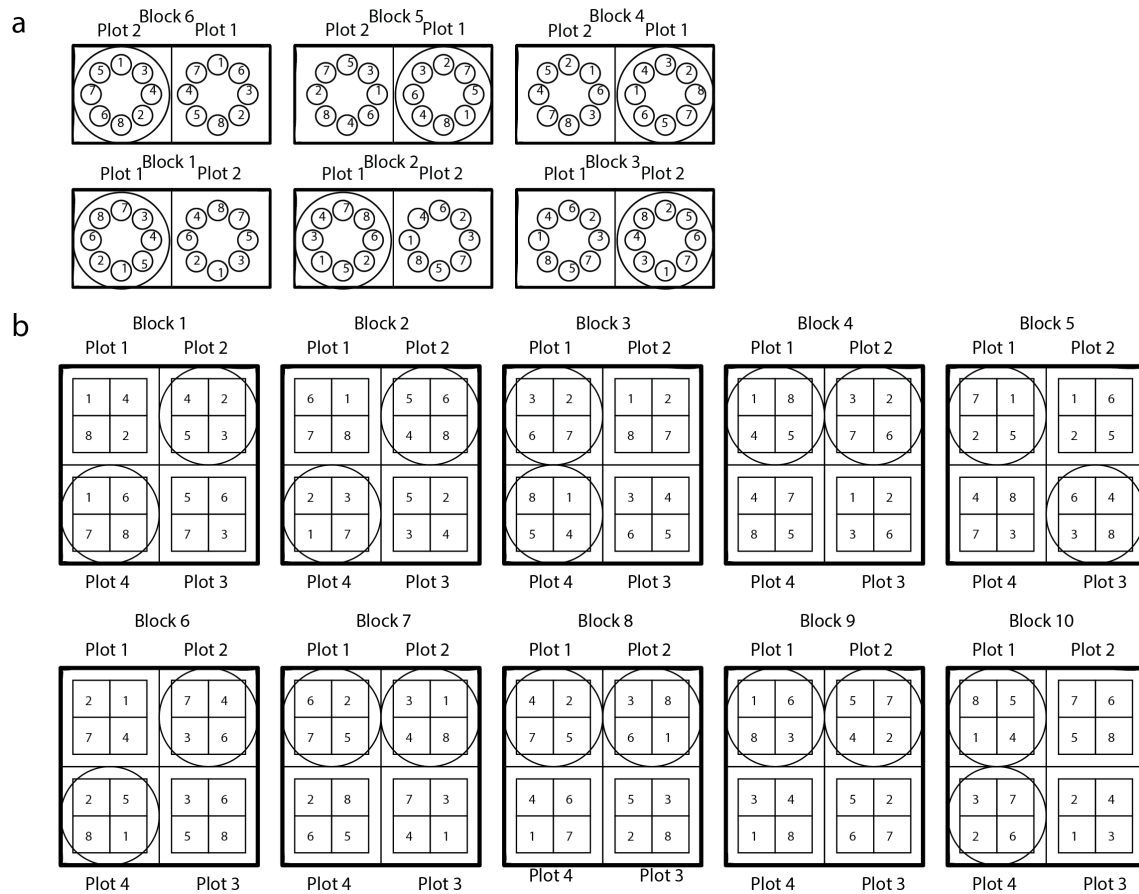 a
Block 6 Block 5 Block 4
Plot 2 Plot 1 Plot 2 Plot 1 Plot 2 Plot 1
1 1 5 2 2 3
5 3 7 6 7 3 3 7 5 1 4 2
7 4 4 3 2 1 6 5 4 6 1 8
6 2 5 2 8 6 4 1 7 3 6 7
8 8 4 8 8 5
Block 1 Block 2 Block 3
Plot 1 Plot 2 Plot 1 Plot 2 Plot 1 Plot 2
7 8 7 6 6 2
8 3 4 7 4 8 4 2 4 2 8 5
6 4 6 5 3 6 1 3 1 3 4 6
2 5 2 3 1 2 8 7 8 7 3 7
1 1 5 5 5 1
b
Block 1 Block 2 Block 3 Block 4 Block 5
Plot 1 Plot 2 Plot 1 Plot 2 Plot 1 Plot 2 Plot 1 Plot 2 Plot 1 Plot 2
1 4 4 2 6 1 5 6 3 2 1 2 1 8 3 2 7 1 1 6
8 2 5 3 7 8 4 8 6 7 8 7 4 5 7 6 2 5 2 5
1 6 5 6 2 3 5 2 8 1 3 4 4 7 1 2 4 8 6 4
7 8 7 3 1 7 3 4 5 4 6 5 8 5 3 6 7 3 3 8
Plot 4 Plot 3 Plot 4 Plot 3 Plot 4 Plot 3 Plot 4 Plot 3 Plot 4 Plot 3
Block 6 Block 7 Block 8 Block 9 Block 10
Plot 1 Plot 2 Plot 1 Plot 2 Plot 1 Plot 2 Plot 1 Plot 2 Plot 1 Plot 2
2 1 7 4 6 2 3 1 4 2 3 8 1 6 5 7 8 5 7 6
7 4 3 6 7 5 4 8 7 5 6 1 8 3 4 2 1 4 5 8
2 5 3 6 2 8 7 3 4 6 5 3 3 4 5 2 3 7 2 4
8 1 5 8 6 5 4 1 1 7 2 8 1 8 6 7 2 6 1 3
Plot 4 Plot 3 Plot 4 Plot 3 Plot 4 Plot 3 Plot 4 Plot 3 Plot 4 Plot 3